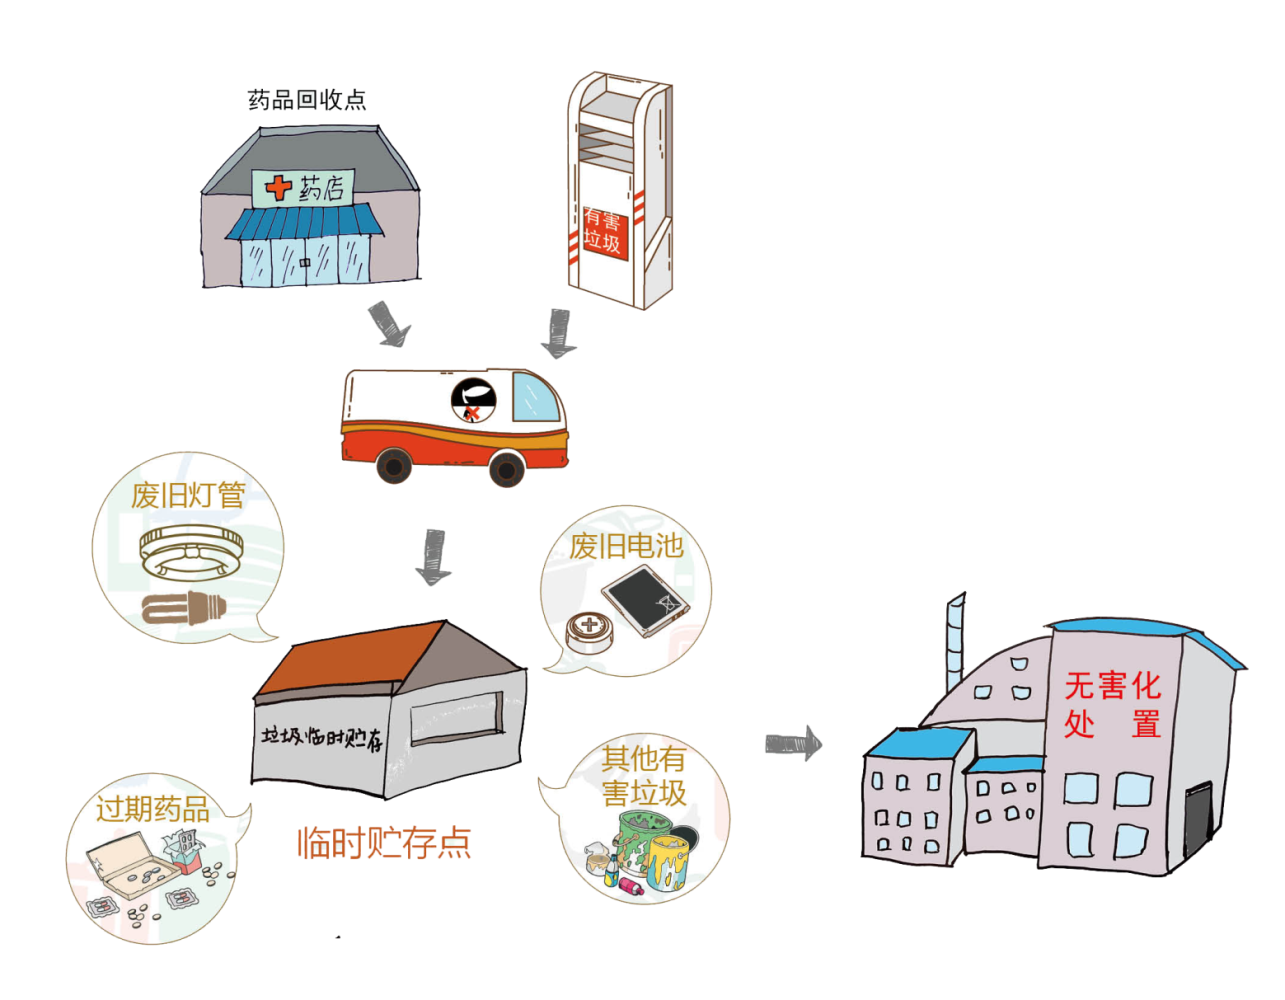 药品回收点
药店
有害
垃圾
废旧灯管
废旧电池
垃圾临时贮存
无害化
处置
其他有
害垃圾
过期药品
临时贮存点